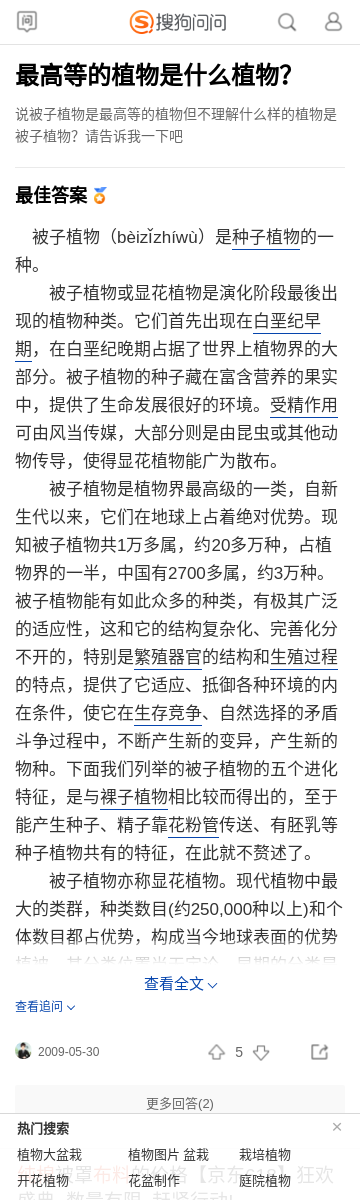 问
搜狗问问
最高等的植物是什么植物?
说被子植物是最高等的植物但不理解什么样的植物是
被子植物？请告诉我一下吧
最佳答案
被子植物（bèizǐzhíwù）是种子植物的一
种。
被子植物或显花植物是演化阶段最後出
现的植物种类。它们首先出现在白垩纪早
期，在白垩纪晚期占据了世界上植物界的大
部分。被子植物的种子藏在富含营养的果实
中，提供了生命发展很好的环境。受精作用
可由风当传媒，大部分则是由昆虫或其他动
物传导，使得显花植物能广为散布。
被子植物是植物界最高级的一类，自新
生代以来，它们在地球上占着绝对优势。现
知被子植物共1万多属，约20多万种，占植
物界的一半，中国有2700多属，约3万种。
被子植物能有如此众多的种类，有极其广泛
的适应性，这和它的结构复杂化、完善化分
不开的，特别是繁殖器官的结构和生殖过程
的特点，提供了它适应、抵御各种环境的内
在条件，使它在生存竞争、自然选择的矛盾
斗争过程中，不断产生新的变异，产生新的
物种。下面我们列举的被子植物的五个进化
特征，是与裸子植物相比较而得出的，至于
能产生种子、精子靠花粉管传送、有胚乳等
种子植物共有的特征，在此就不赘述了。
被子植物亦称显花植物。现代植物中最
大的类群，种类数目(约250,000种以上)和个
体数目都占优势，构成当今地球表面的优势
查看全文
查看追问
2009-05-30
5
更多回答(2)
热门搜索
×
植物大盆栽 植物图片 盆栽 栽培植物
开花植物 花盆制作 庭院植物